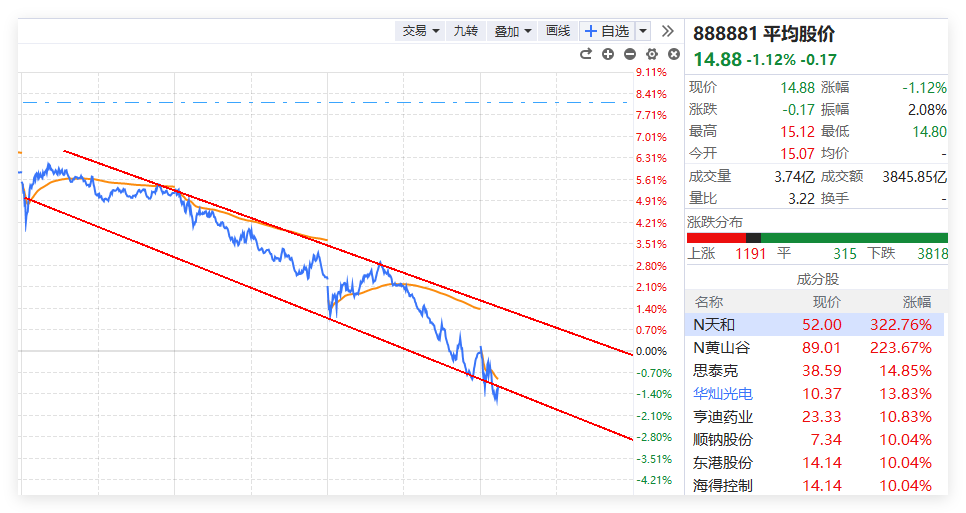 交易 九转 叠加 画线 自选
888881 平均股价
14.88 -1.12% -0.17
现价 14.88 涨幅 -1.12%
涨跌 -0.17 振幅 2.08%
最高 15.12 最低 14.80
今开 15.07 均价 -
成交量 3.74亿 成交额 3845.85亿
量比 3.22 换手 -
涨跌分布
上涨 1191 平 315 下跌 3818
成分股
名称 现价 涨幅
N天和 52.00 322.76%
N黄山谷 89.01 223.67%
思泰克 38.59 14.85%
华灿光电 10.37 13.83%
亨迪药业 23.33 10.83%
顺钠股份 7.34 10.04%
东港股份 14.14 10.04%
海得控制 14.14 10.04%
9.11%
8.41%
7.71%
7.01%
6.31%
5.61%
4.91%
4.21%
3.51%
2.80%
2.10%
1.40%
0.70%
0.00%
-0.70%
-1.40%
-2.10%
-2.80%
-3.51%
-4.21%